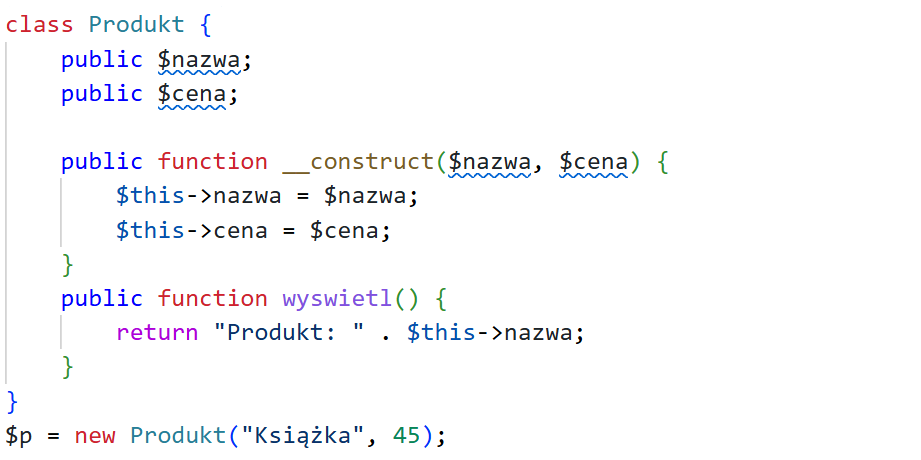 class Produkt {
    public $nazwa;
    public $cena;

    public function __construct($nazwa, $cena) {
        $this->nazwa = $nazwa;
        $this->cena = $cena;
    }
    public function wyswietl() {
        return "Produkt: " . $this->nazwa;
    }
}
$p = new Produkt("Książka", 45);